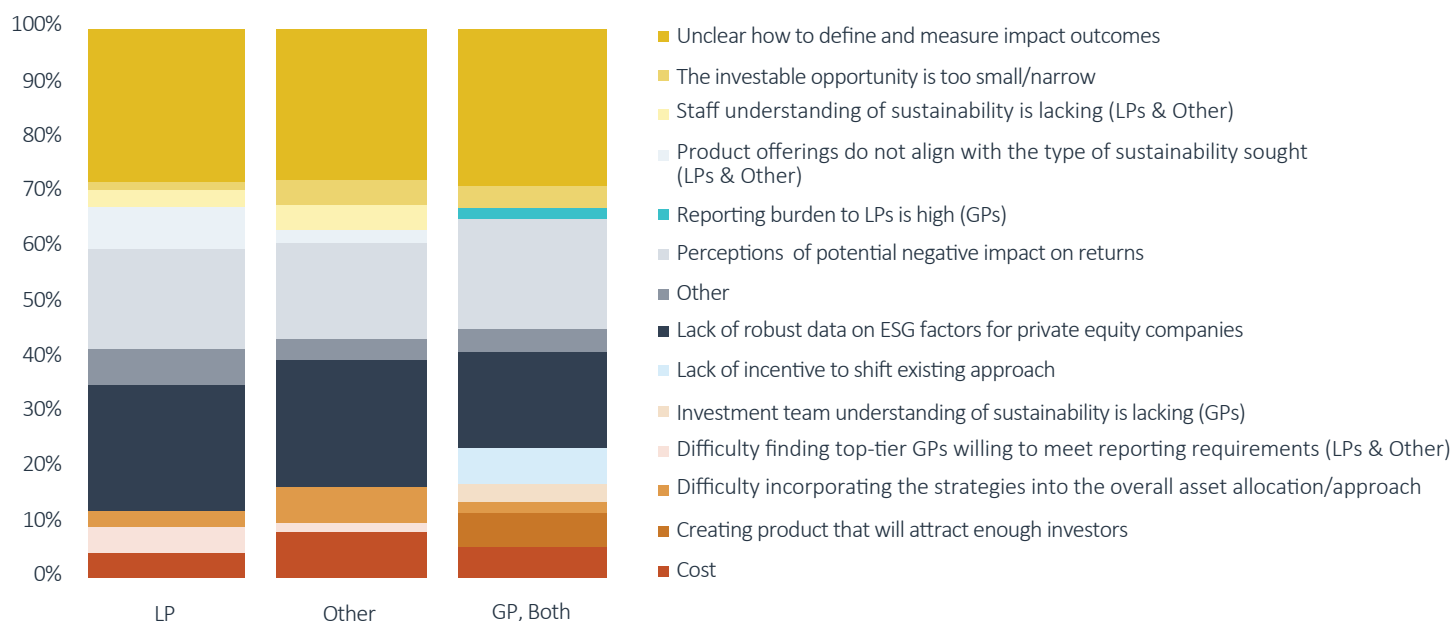 100%
90%
80%
70%
60%
50%
40%
30%
20%
10%
0%
LP
Other
GP, Both
Unclear how to define and measure impact outcomes
The investable opportunity is too small/narrow
Staff understanding of sustainability is lacking (LPs & Other)
Product offerings do not align with the type of sustainability sought
(LPs & Other)
Reporting burden to LPs is high (GPs)
Perceptions of potential negative impact on returns
Other
Lack of robust data on ESG factors for private equity companies
Lack of incentive to shift existing approach
Investment team understanding of sustainability is lacking (GPs)
Difficulty finding top-tier GPs willing to meet reporting requirements (LPs & Other)
Difficulty incorporating the strategies into the overall asset allocation/approach
Creating product that will attract enough investors
Cost